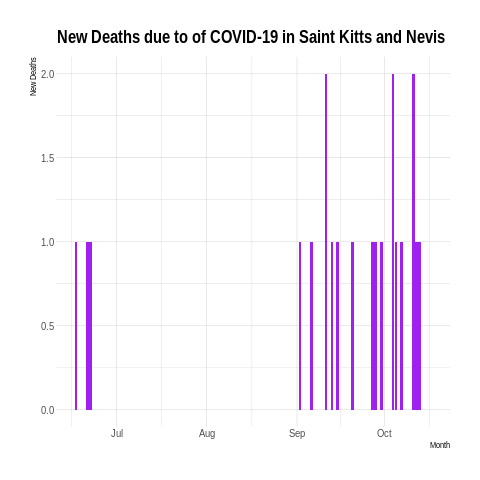 New Deaths due to of COVID-19 in Saint Kitts and Nevis
New Deaths
2.0
1.5
1.0
0.5
0.0
Jul Aug Sep Oct
Month